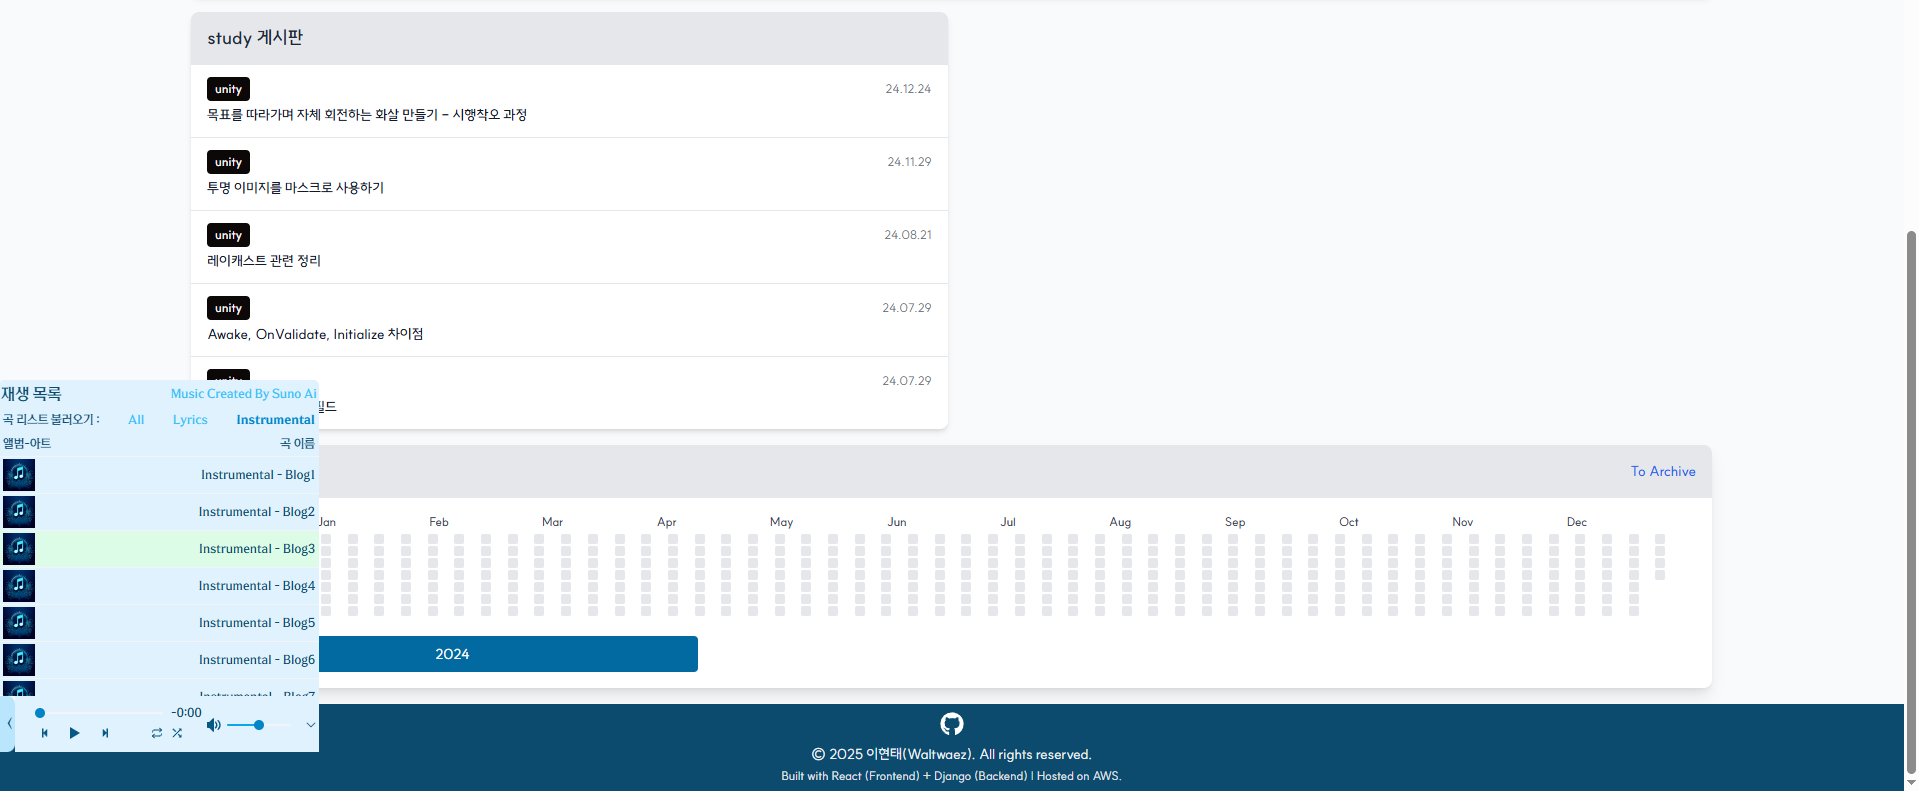 study 게시판
unity
24.12.24
목표를 따라가며 자체 회전하는 화살 만들기 - 시행착오 과정
unity
24.11.29
투명 이미지를 마스크로 사용하기
unity
24.08.21
레이캐스트 관련 정리
unity
24.07.29
Awake, OnValidate, Initialize 차이점
24.07.29
필드
재생 목록
Music Created By Suno Ai
곡 리스트 불러오기 :
All
Lyrics
Instrumental
앨범-아트
곡 이름
Instrumental - Blog1
Instrumental - Blog2
Instrumental - Blog3
Instrumental - Blog4
Instrumental - Blog5
Instrumental - Blog6
Instrumental - Blog7
-0:00
To Archive
Jan Feb Mar Apr May Jun Jul Aug Sep Oct Nov Dec
2024
© 2025 이현태(Waltwaez). All rights reserved.
Built with React (Frontend) + Django (Backend) | Hosted on AWS.